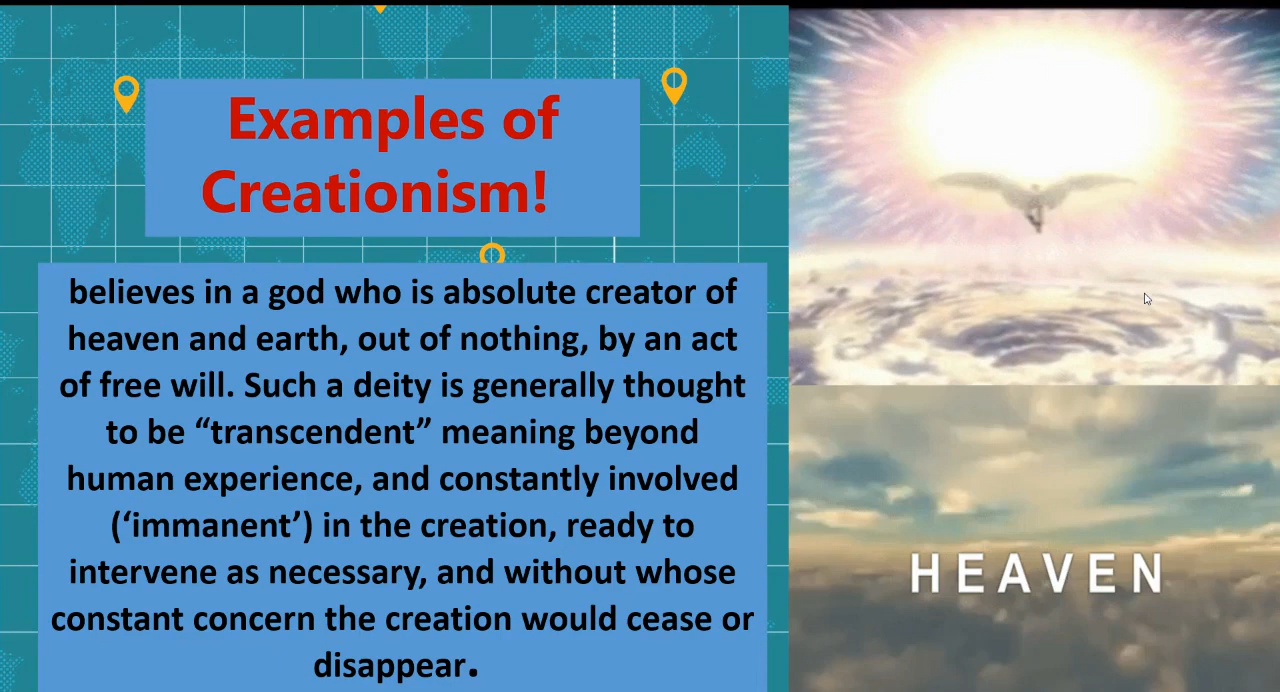 Examples of
Creationism!
believes in a god who is absolute creator of
heaven and earth, out of nothing, by an act
of free will. Such a deity is generally thought
to be “transcendent” meaning beyond
human experience, and constantly involved
(‘immanent’) in the creation, ready to
intervene as necessary, and without whose
constant concern the creation would cease or
disappear.
HEAVEN